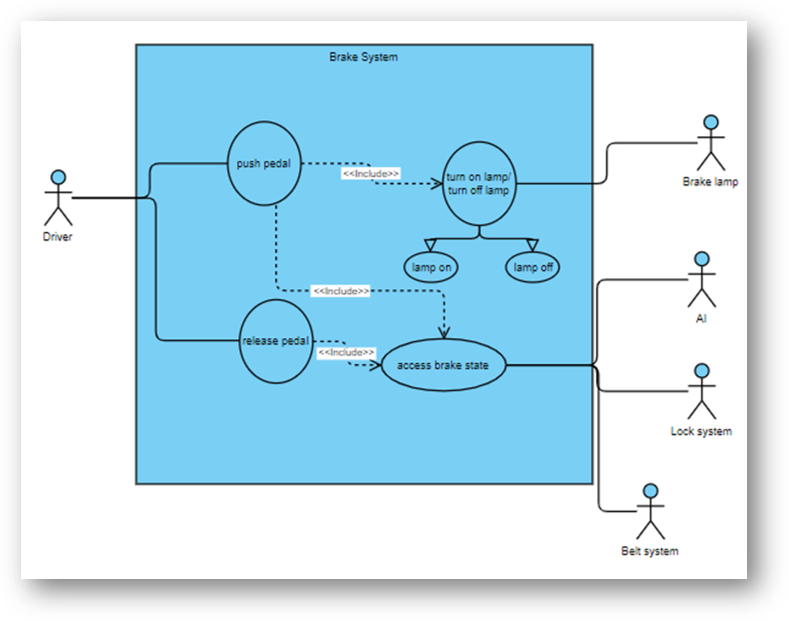 Brake System
push pedal
<<Include>>
turn on lamp/
turn off lamp
Brake lamp
Driver
lamp on
lamp off
<<Include>>
AI
release pedal
<<Include>>
access brake state
Lock system
Belt system